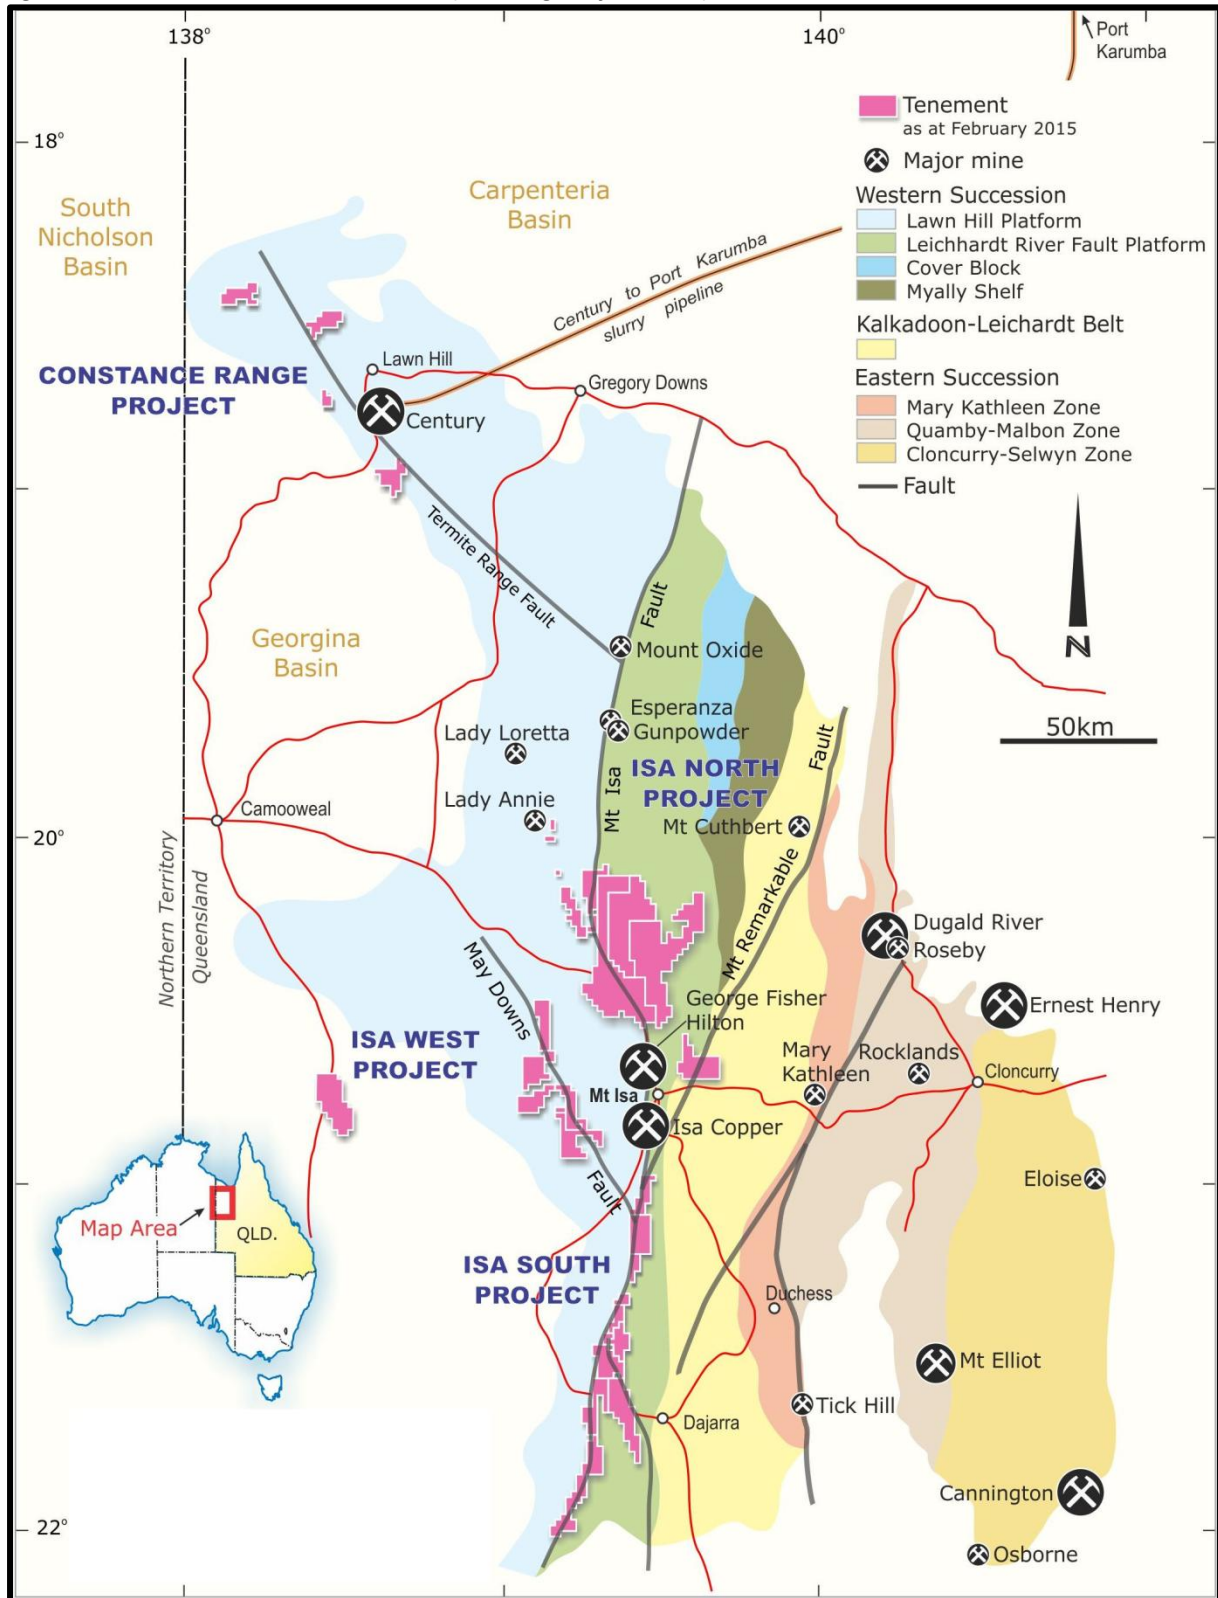 138°
140°
Port
Karumba
Tenement
as at February 2015
Major mine
Western Succession
Lawn Hill Platform
Leichhardt River Fault Platform
Cover Block
Myally Shelf
Kalkadoon-Leichardt Belt
Eastern Succession
Mary Kathleen Zone
Quamby-Malbon Zone
Cloncurry-Selwyn Zone
Fault
18°
South
Nicholson
Basin
Carpenteria
Basin
Century to Port Karumba
slurry pipeline
Lawn Hill
CONSTANCE RANGE
PROJECT
Gregory Downs
Century
Termite Range Fault
N
50km
Georgina
Basin
Fault
Mount Oxide
Esperanza
Gunpowder
Lady Loretta
ISA NORTH
PROJECT
Fault
Mt Isa
Lady Annie
Camooweal
Mt Cuthbert
20°
Northern Territory
Queensland
Mt Remarkable
Dugald River
Roseby
May Downs
Fault
George Fisher
Hilton
Ernest Henry
ISA WEST
PROJECT
Mary
Kathleen
Rocklands
Cloncurry
Mt Isa
Isa Copper
Eloise
Map Area
QLD.
ISA SOUTH
PROJECT
Duchess
Mt Elliot
Tick Hill
Dajarra
Cannington
22°
Osborne